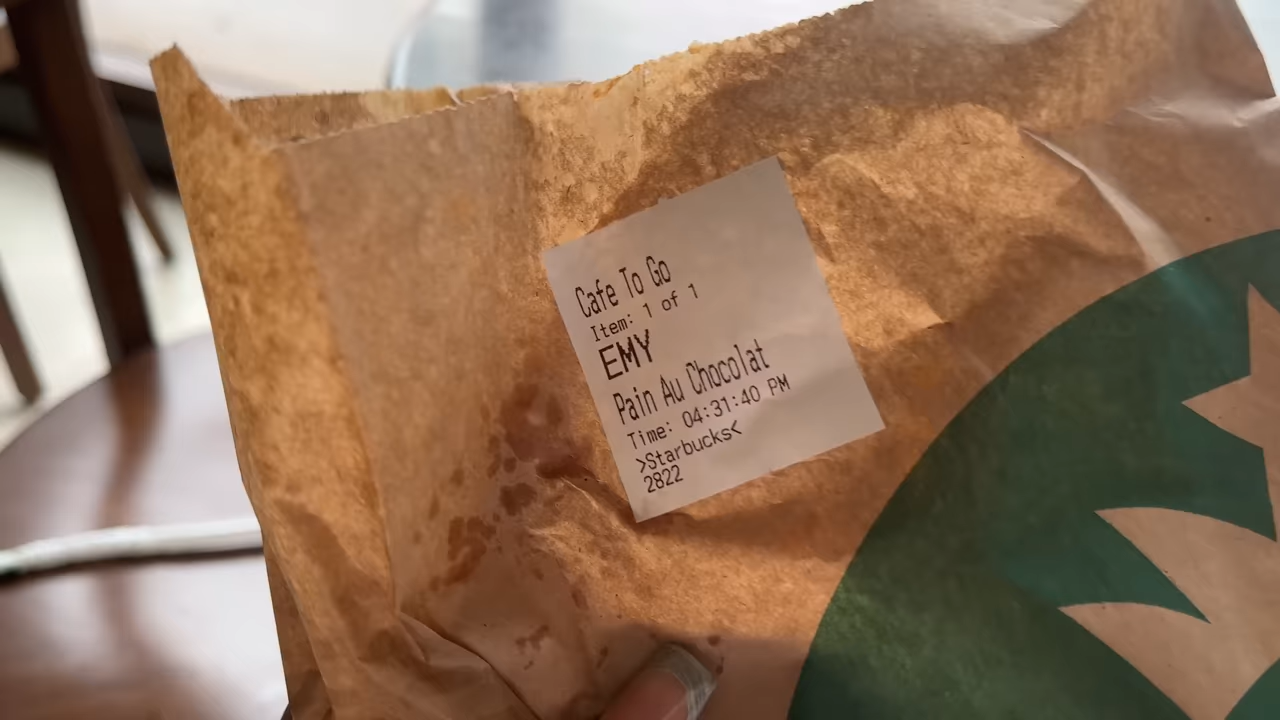 Cafe To Go
Item: 1 of 1
EMY
Pain Au Chocolat
Time: 04:31:40 PM
>Starbucks<
2822